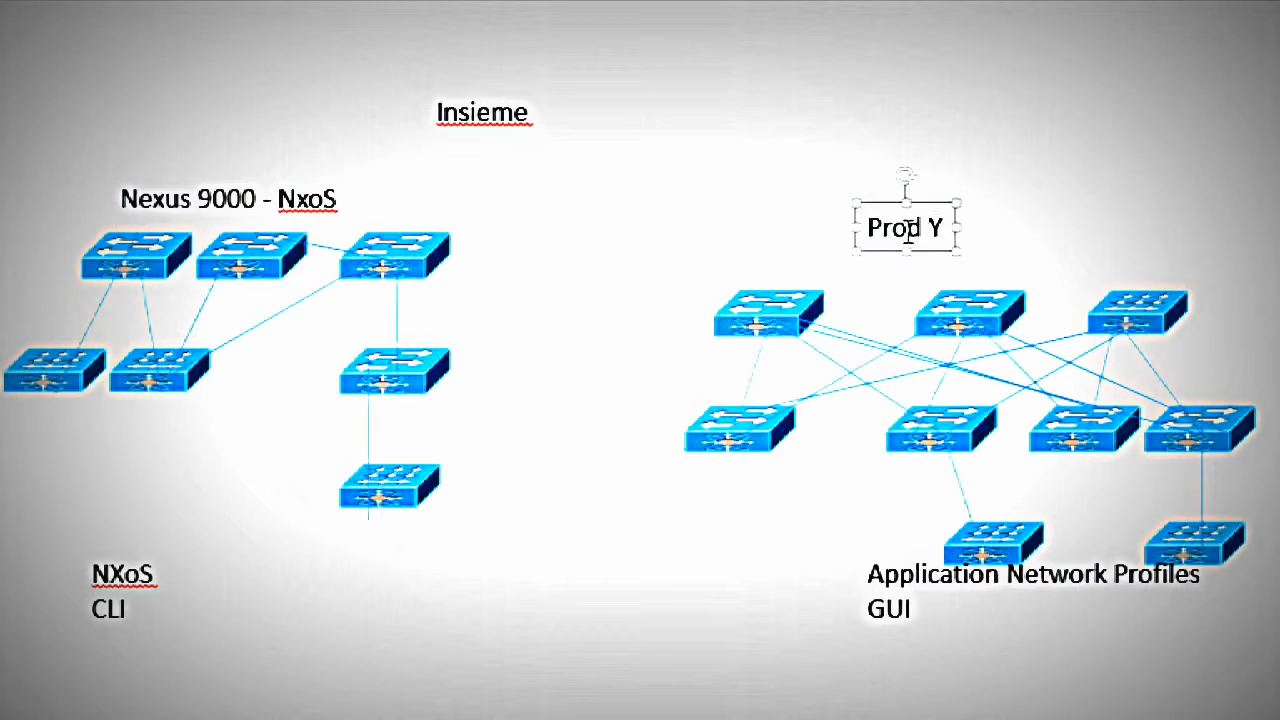 Insieme
Nexus 9000 - NxoS
Prod Y
NXoS
CLI
Application Network Profiles
GUI